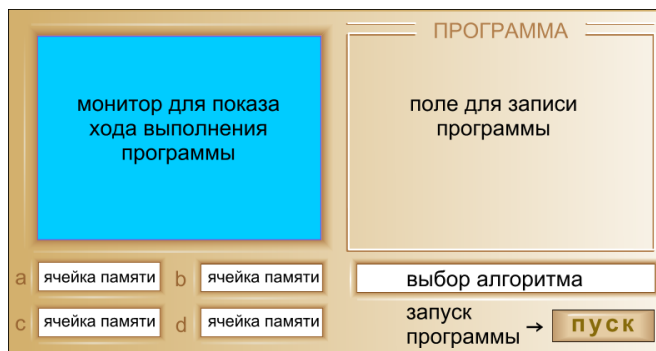 ПРОГРАММА
монитор для показа
хода выполнения
программы
поле для записи
программы
a ячейка памяти b ячейка памяти
c ячейка памяти d ячейка памяти
выбор алгоритма
запуск
программы → пуск